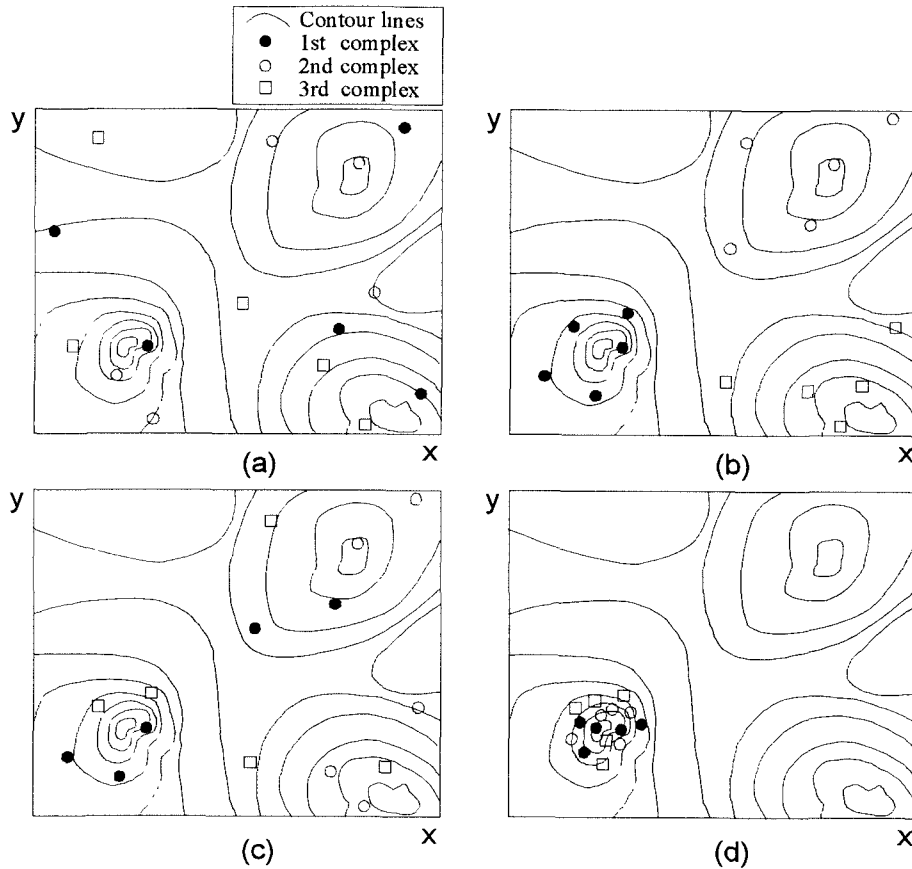 Contour lines
1st complex
2nd complex
3rd complex
y
x
(a)
y
x
(b)
y
x
(c)
y
x
(d)